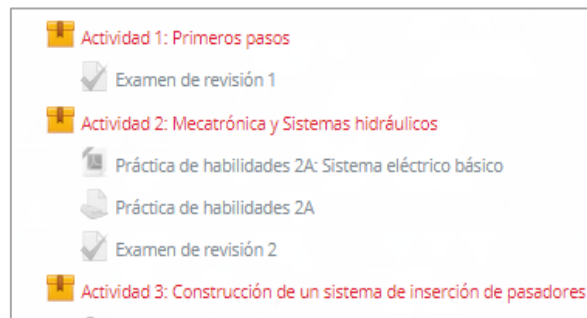 Actividad 1: Primeros pasos
Examen de revisión 1
Actividad 2: Mecatrónica y Sistemas hidráulicos
Práctica de habilidades 2A: Sistema eléctrico básico
Práctica de habilidades 2A
Examen de revisión 2
Actividad 3: Construcción de un sistema de inserción de pasadores